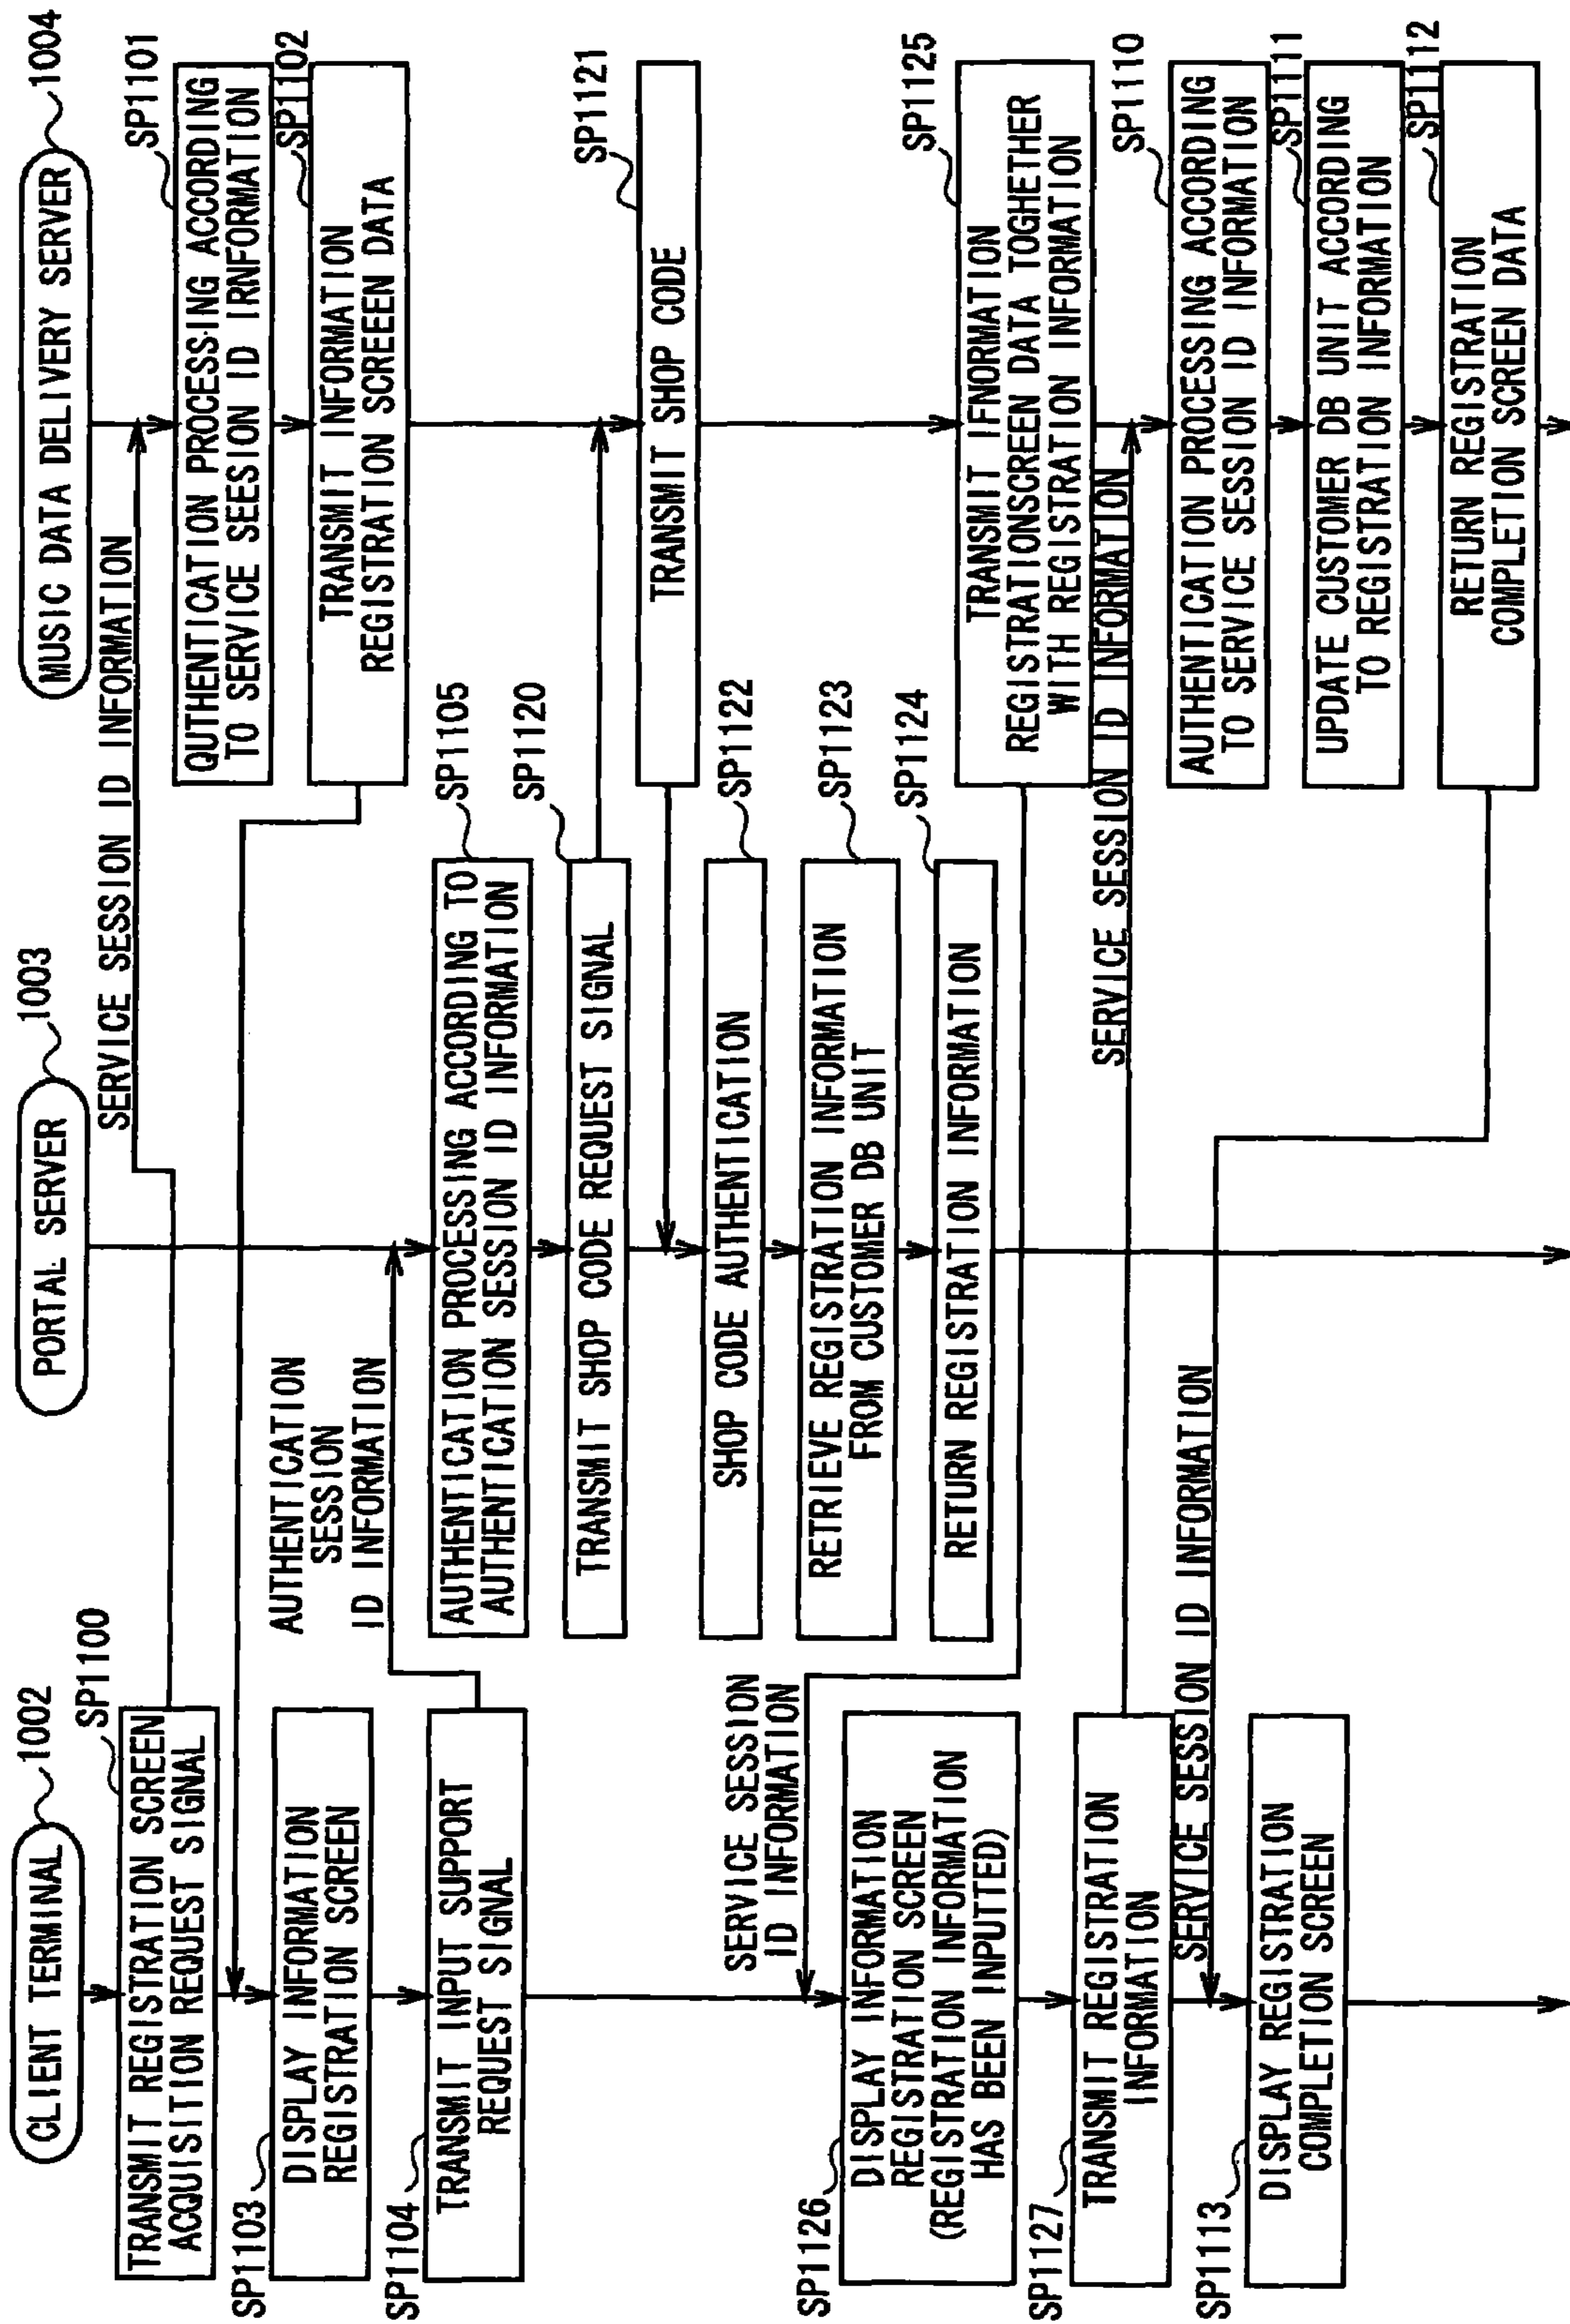 CLIENT TERMINAL
1002
SP1100
TRANSMIT REGISTRATION SCREEN
ACQUISITION REQUEST SIGNAL
SP1103
DISPLAY INFORMATION
REGISTRATION SCREEN
SP1104
TRANSMIT INPUT SUPPORT
REQUEST SIGNAL
SERVICE SESSION
ID INFORMATION
SP1126
DISPLAY INFORMATION
REGISTRATION SCREEN
(REGISTRATION INFORMATION
HAS BEEN INPUTTED)
SP1127
TRANSMIT REGISTRATION
INFORMATION
SERVICE SESSION ID INFORMATION
SP1113
DISPLAY REGISTRATION
COMPLETION SCREEN
PORTAL SERVER
1003
AUTHENTICATION
SESSION
ID INFORMATION
SP1105
AUTHENTICATION PROCESSING ACCORDING TO
AUTHENTICATION SESSION ID INFORMATION
SP1120
TRANSMIT SHOP CODE REQUEST SIGNAL
SP1122
SHOP CODE AUTHENTICATION
SP1123
RETRIEVE REGISTRATION INFORMATION
FROM CUSTOMER DB UNIT
SP1124
RETURN REGISTRATION INFORMATION
MUSIC DATA DELIVERY SERVER
1004
SERVICE SESSION ID INFORMATION
SP1101
QUTHENTICATION PROCESSING ACCORDING
TO SERVICE SEESION ID IRNFORMATION
SP1102
TRANSMIT INFORMATION
REGISTRATION SCREEN DATA
SP1121
TRANSMIT SHOP CODE
SP1125
TRANSMIT IFNORMATION
REGISTRATIONSCREEN DATA TOGHETHER
WITH REGISTRATION INFORMATION
SERVICE SESSION ID INFORMATION
SP1110
AUTHENTICATION PROCESSING ACCORDING
TO SERVICE SESSION ID INFORMATION
SP1111
UPDATE CUSTOMER DB UNIT ACCORDING
TO REGISTRATION INFORMATION
SP1112
RETURN REGISTRATION
COMPLETION SCREEN DATA